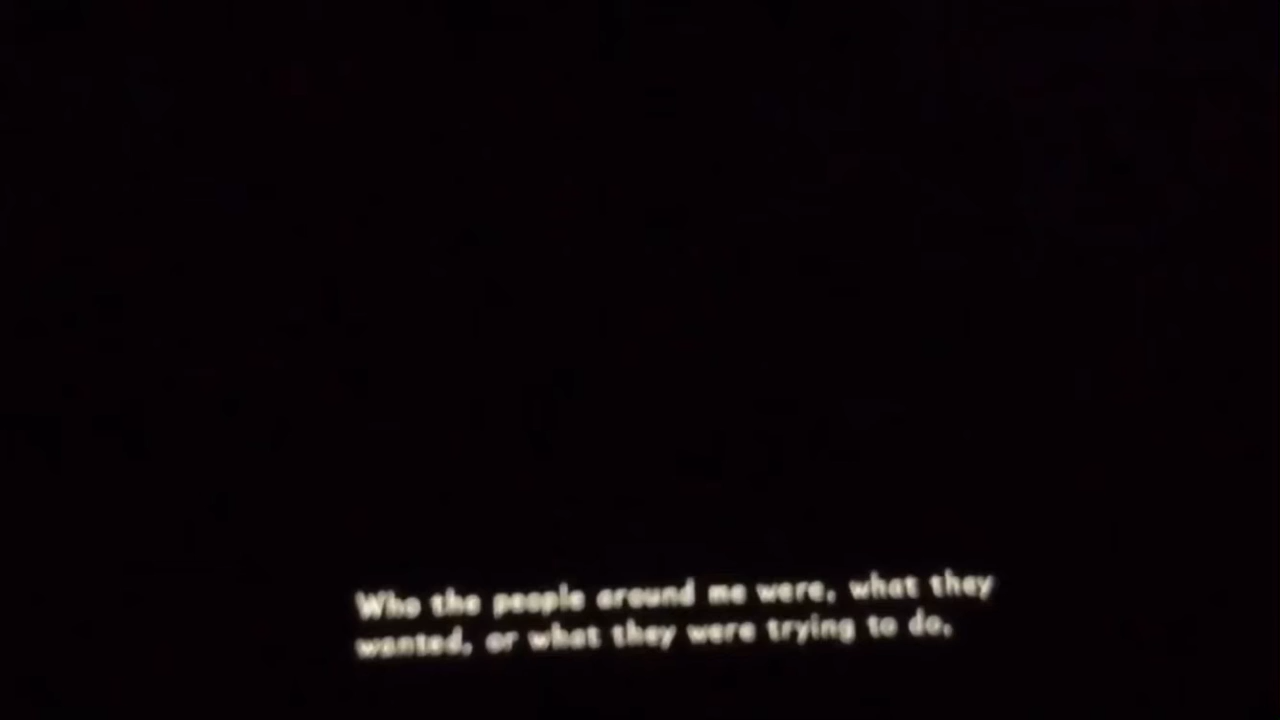 Who the people around me were, what they
wanted, or what they were trying to do.